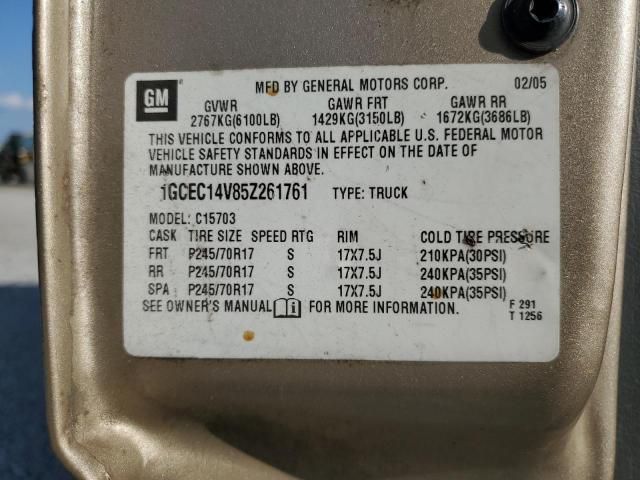 GM
MFD BY GENERAL MOTORS CORP. 02/05
GVWR GAWR FRT GAWR RR
2767KG(6100LB) 1429KG(3150LB) 1672KG(3686LB)
THIS VEHICLE CONFORMS TO ALL APPLICABLE U.S. FEDERAL MOTOR
VEHICLE SAFETY STANDARDS IN EFFECT ON THE DATE OF
MANUFACTURE SHOWN ABOVE.
1GCEC14V85Z261761 TYPE: TRUCK
MODEL: C15703
CASK TIRE SIZE SPEED RTG RIM COLD TIRE PRESSURE
FRT P245/70R17 S 17X7.5J 210KPA(30PSI)
RR P245/70R17 S 17X7.5J 240KPA(35PSI)
SPA P245/70R17 S 17X7.5J 240KPA(35PSI)
SEE OWNER'S MANUAL i FOR MORE INFORMATION.
F 291
T 1256